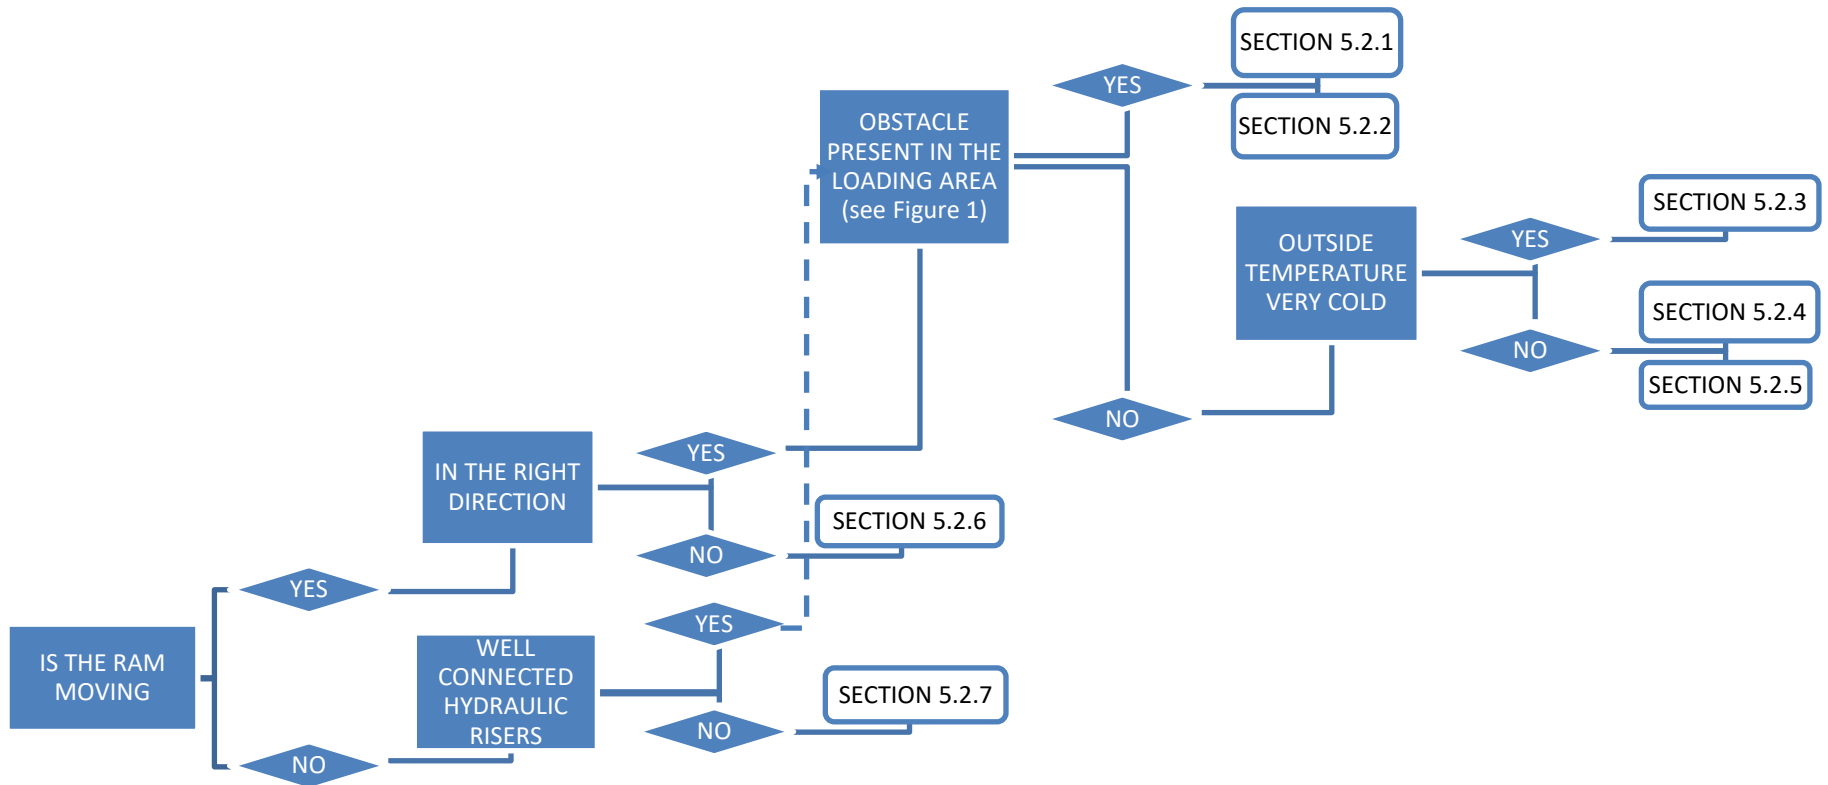 SECTION 5.2.1
YES
SECTION 5.2.2
OBSTACLE
PRESENT IN THE
LOADING AREA
(see Figure 1)
SECTION 5.2.3
YES
OUTSIDE
TEMPERATURE
VERY COLD
SECTION 5.2.4
NO
SECTION 5.2.5
NO
YES
IN THE RIGHT
DIRECTION
SECTION 5.2.6
NO
YES
YES
IS THE RAM
MOVING
WELL
CONNECTED
HYDRAULIC
RISERS
SECTION 5.2.7
NO
NO